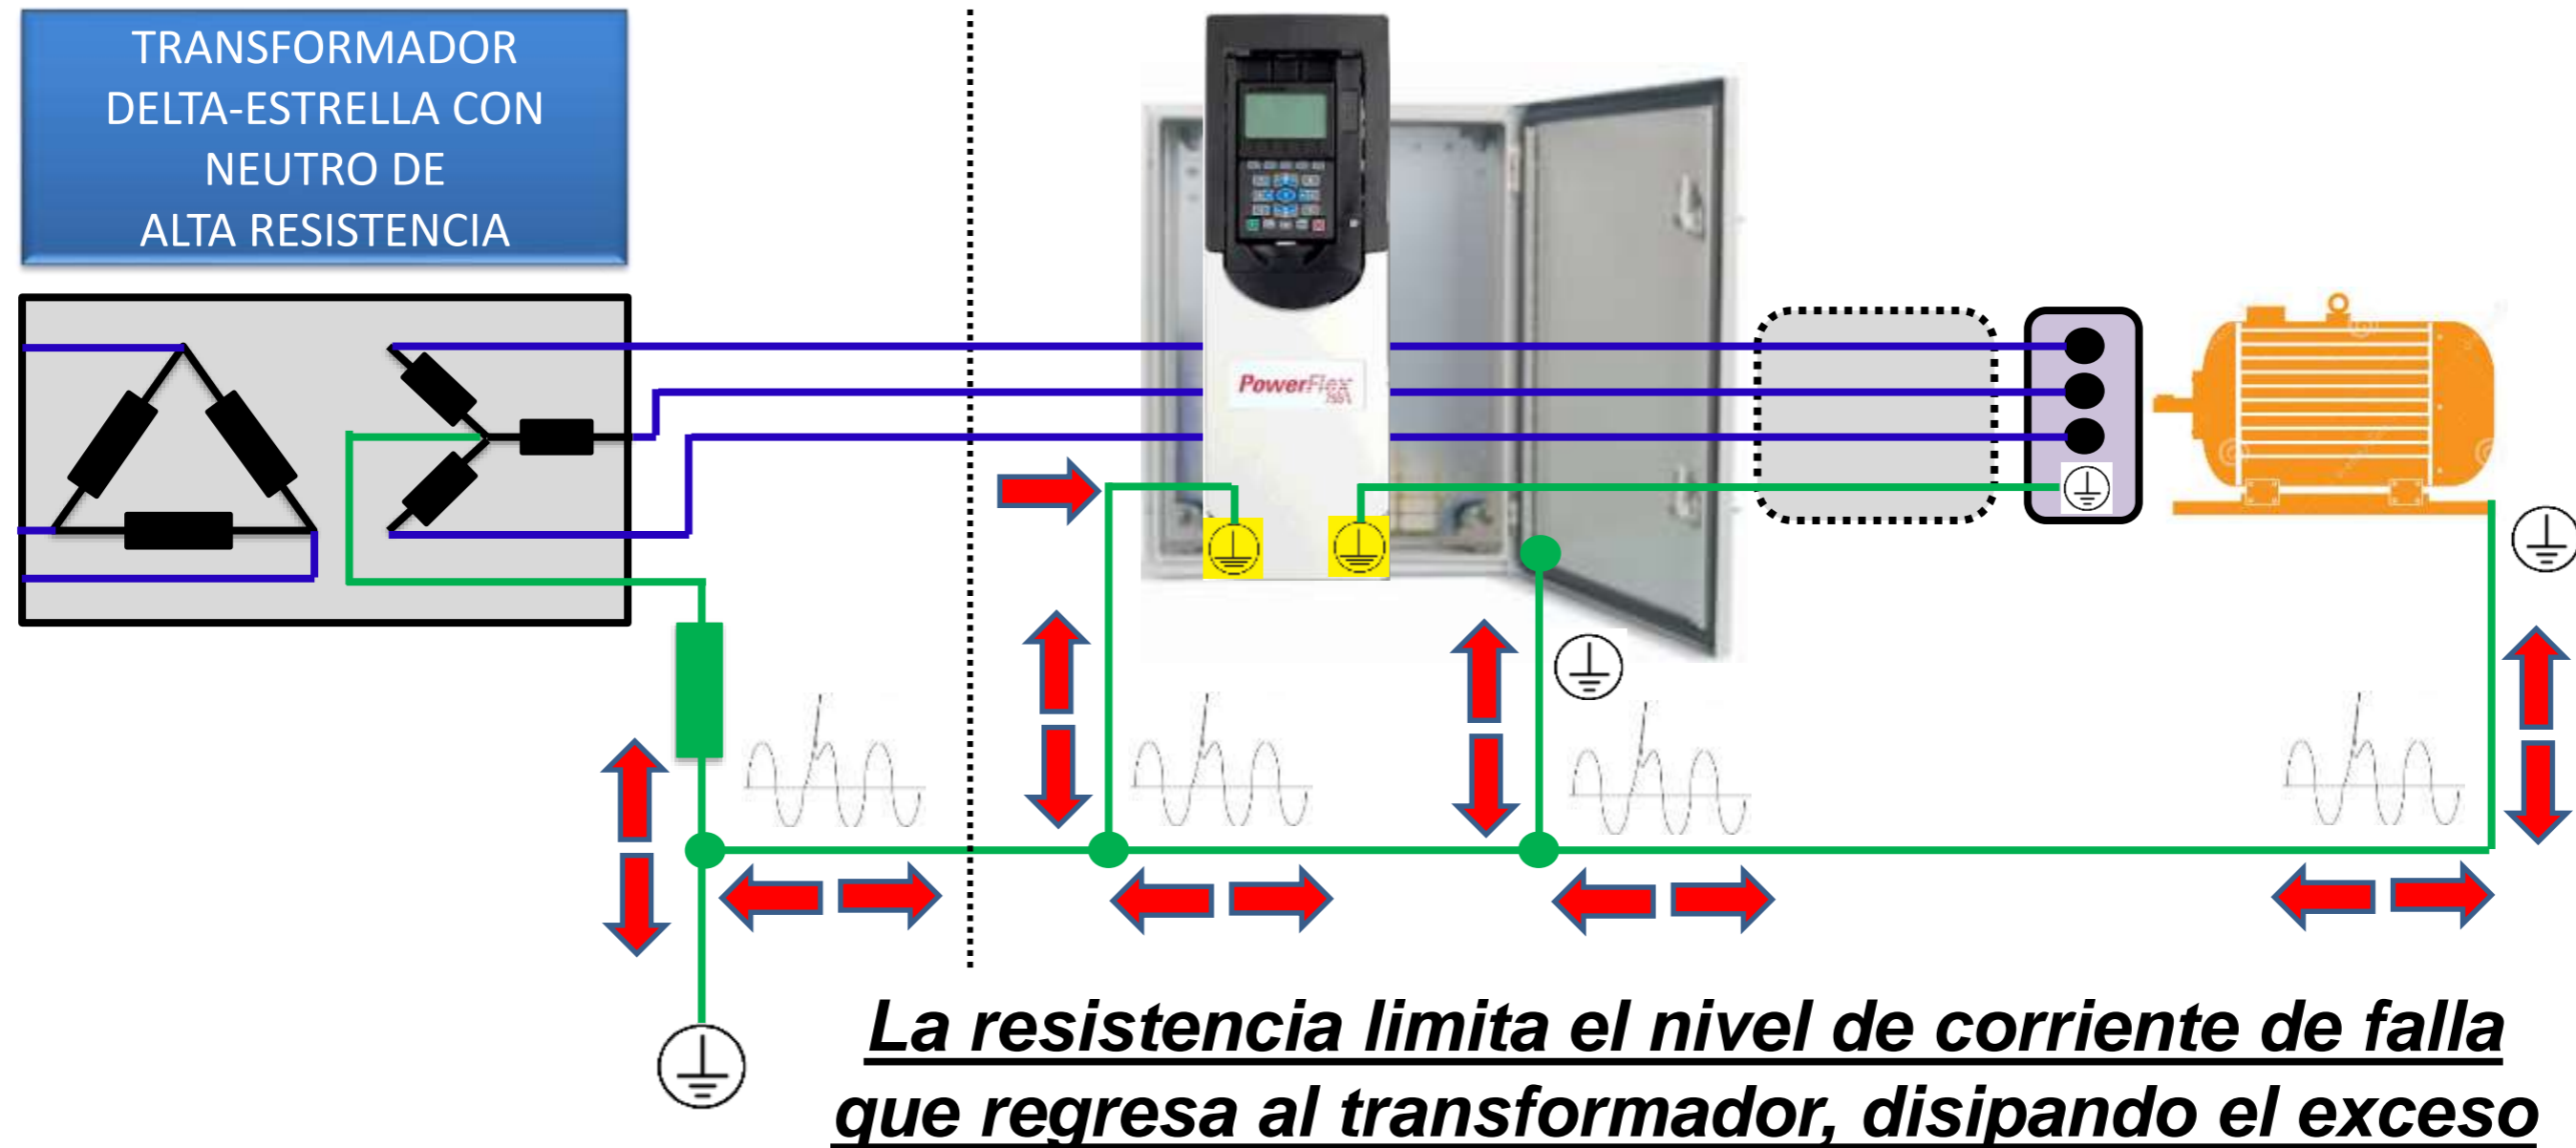 TRANSFORMADOR
DELTA-ESTRELLA CON
NEUTRO DE
ALTA RESISTENCIA
PowerFlex
La resistencia limita el nivel de corriente de falla
que regresa al transformador, disipando el exceso